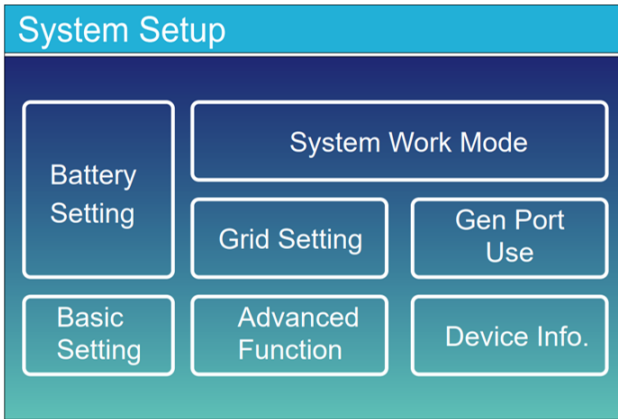 System Setup
System Work Mode
Battery
Setting
Grid Setting
Gen Port
Use
Basic
Setting
Advanced
Function
Device Info.